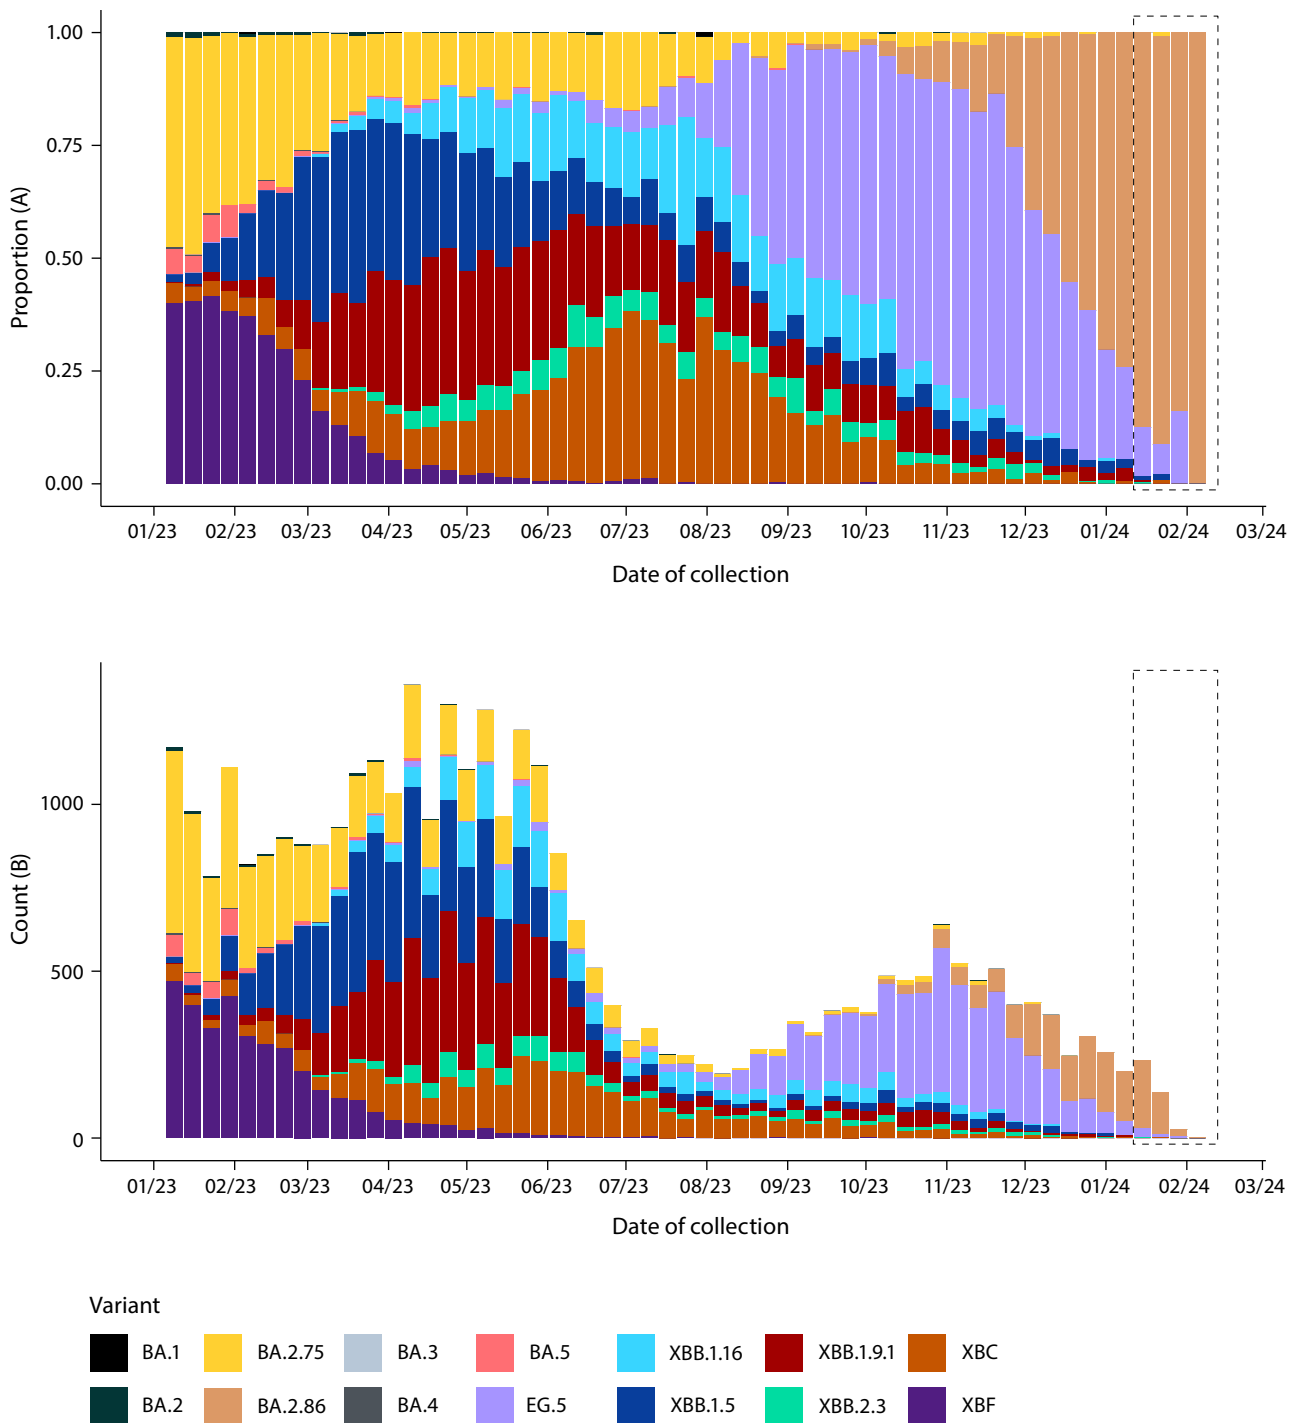 1.00
0.75
0.50
0.25
0.00
Proportion (A)
01/23 02/23 03/23 04/23 05/23 06/23 07/23 08/23 09/23 10/23 11/23 12/23 01/24 02/24 03/24
Date of collection
1000
500
0
Count (B)
01/23 02/23 03/23 04/23 05/23 06/23 07/23 08/23 09/23 10/23 11/23 12/23 01/24 02/24 03/24
Date of collection
Variant
BA.1 BA.2.75 BA.3 BA.5 XBB.1.16 XBB.1.9.1 XBC
BA.2 BA.2.86 BA.4 EG.5 XBB.1.5 XBB.2.3 XBF